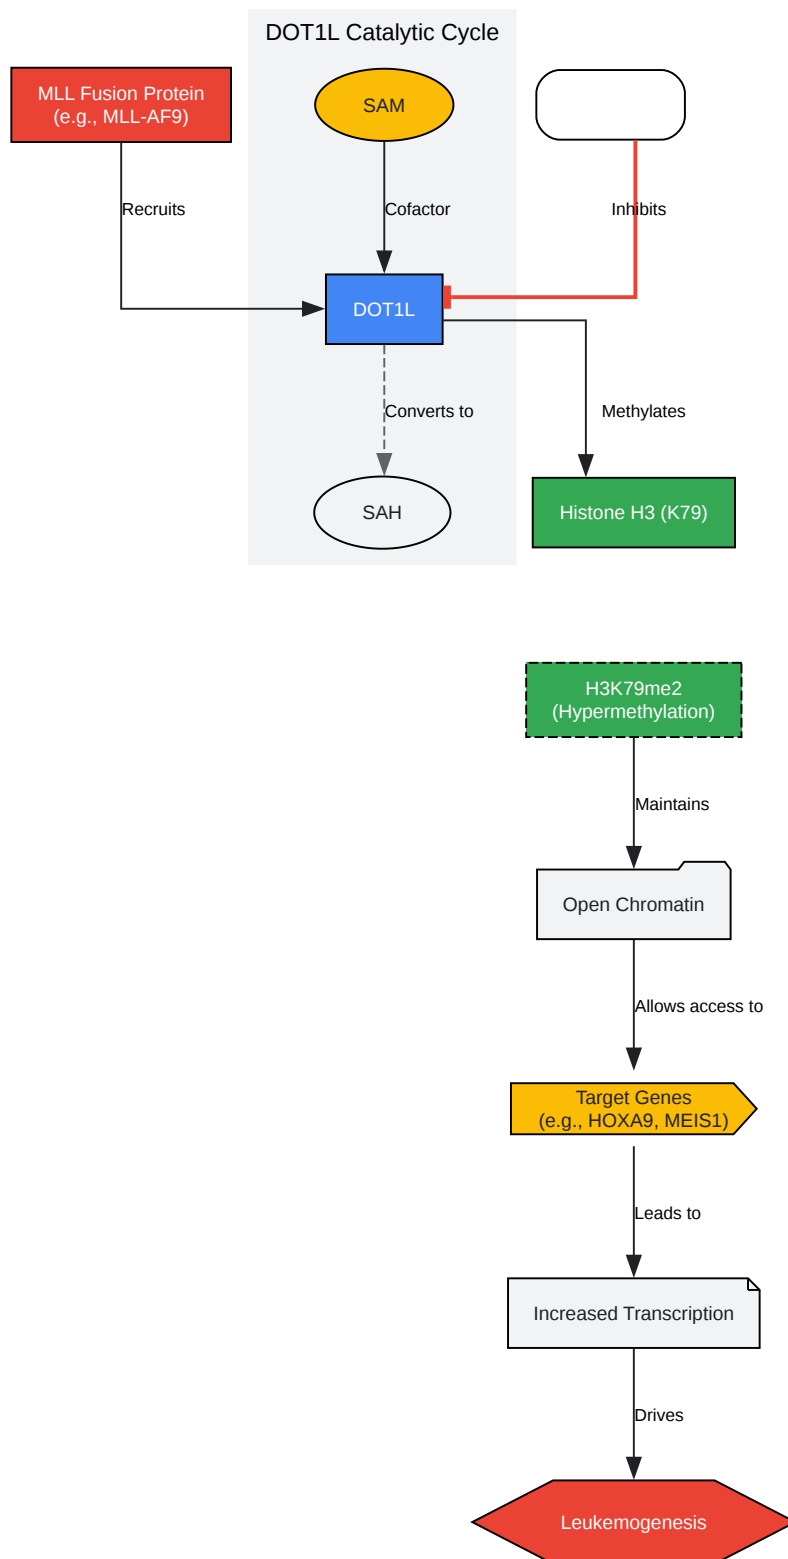 DOT1L Catalytic Cycle
MLL Fusion Protein
(e.g., MLL-AF9)
SAM
Recruits
Cofactor
Inhibits
DOT1L
Converts to
Methylates
SAH
Histone H3 (K79)
H3K79me2
(Hypermethylation)
Maintains
Open Chromatin
Allows access to
Target Genes
(e.g., HOXA9, MEIS1)
Leads to
Increased Transcription
Drives
Leukemogenesis